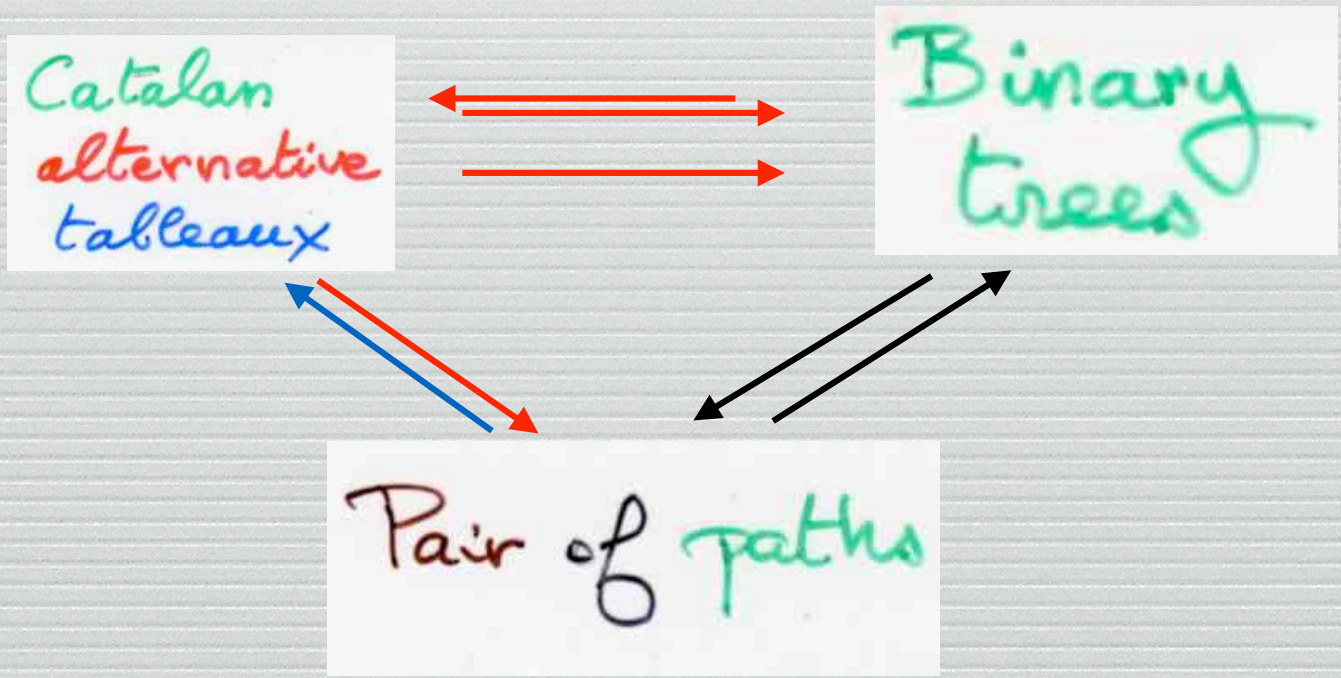 Catalan
alternative
tableaux
Binary
trees
Pair of paths